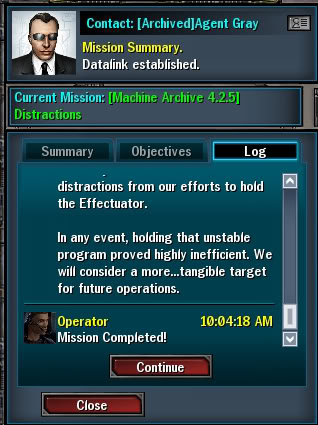 Contact: [Archived]Agent Gray
Mission Summary.
Datalink established.
Current Mission: [Machine Archive 4.2.5]
Distractions
Summary
Objectives
Log
distractions from our efforts to hold
the Effectuator.
In any event, holding that unstable
program proved highly inefficient. We
will consider a more...tangible target
for future operations.
Operator 10:04:18 AM
Mission Completed!
Continue
Close